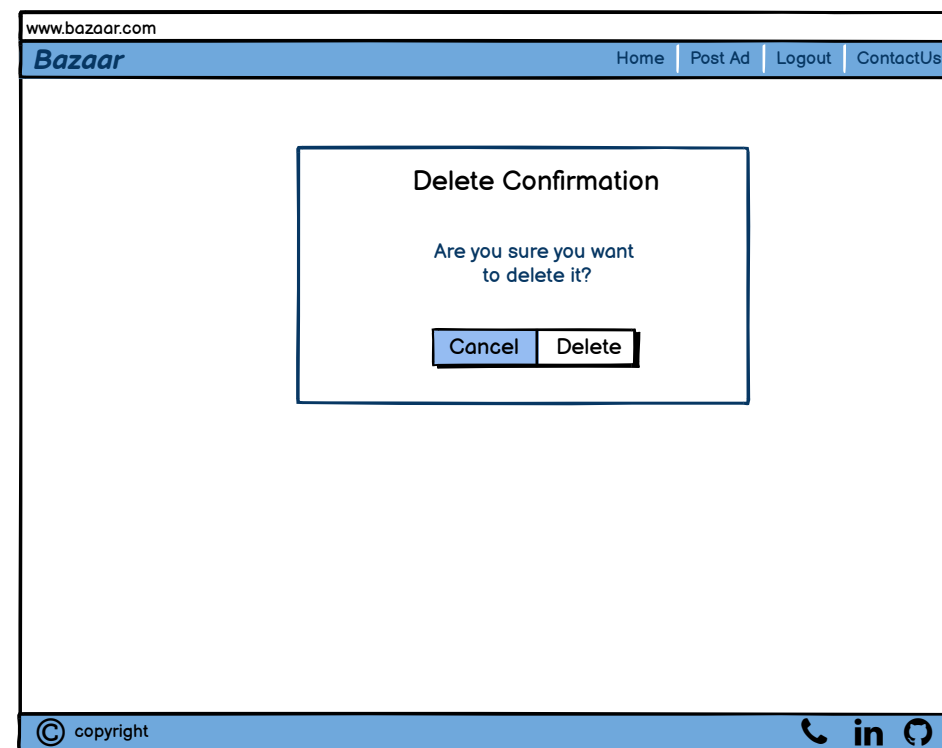 www.bazaar.com
Bazaar Home Post Ad Logout ContactUs
Delete Confirmation
Are you sure you want
to delete it?
Cancel Delete
© copyright in